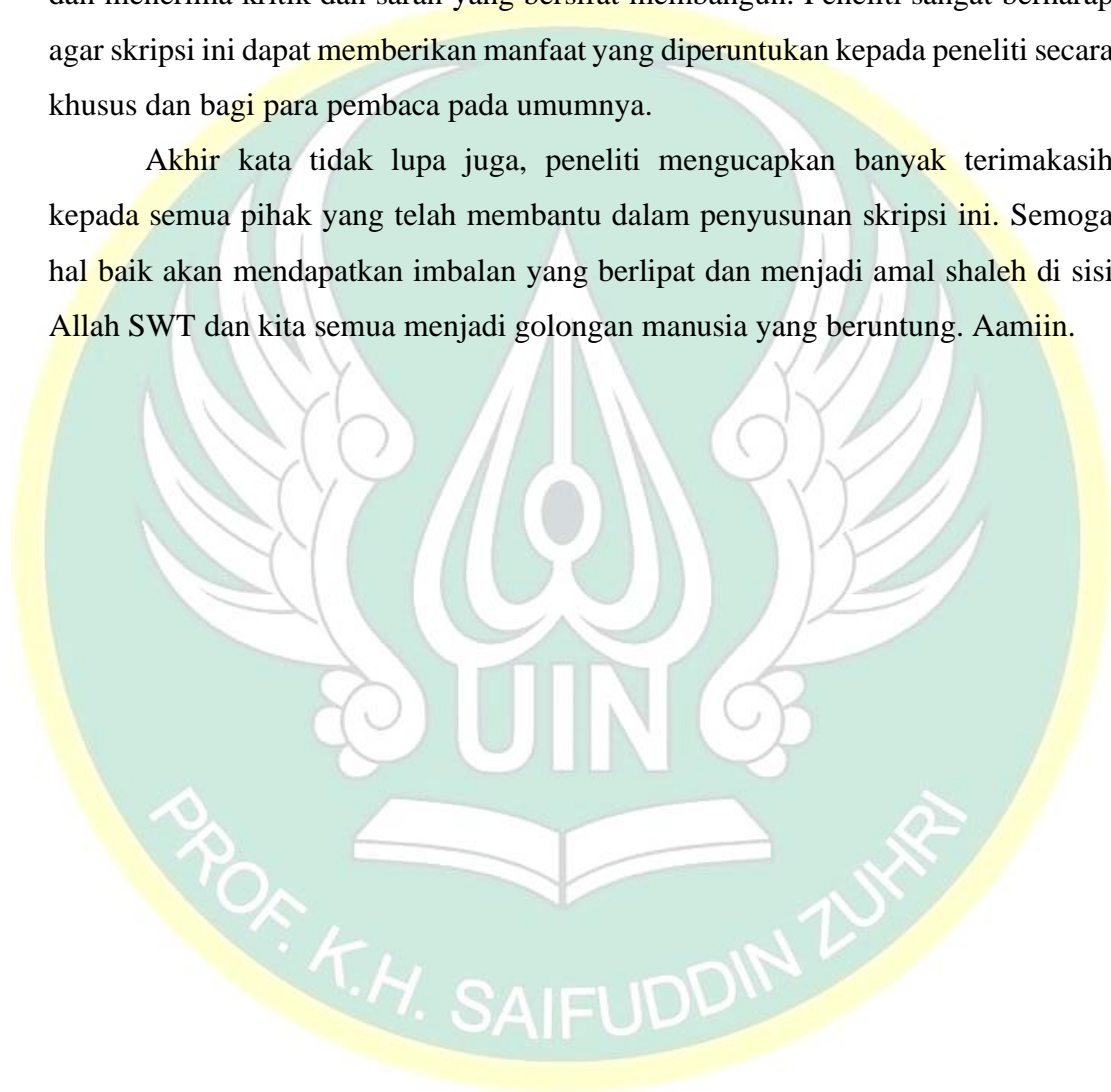 dan menerima kritik dan saran yang bersifat membangun. Peneliti sangat berharap
agar skripsi ini dapat memberikan manfaat yang diperuntukan kepada peneliti secara
khusus dan bagi para pembaca pada umumnya.
Akhir kata tidak lupa juga, peneliti mengucapkan banyak terimakasih
kepada semua pihak yang telah membantu dalam penyusunan skripsi ini. Semoga
hal baik akan mendapatkan imbalan yang berlipat dan menjadi amal shaleh di sisi
Allah SWT dan kita semua menjadi golongan manusia yang beruntung. Aamiin.
UIN
PROF. K.H. SAIFUDDIN ZUHRI